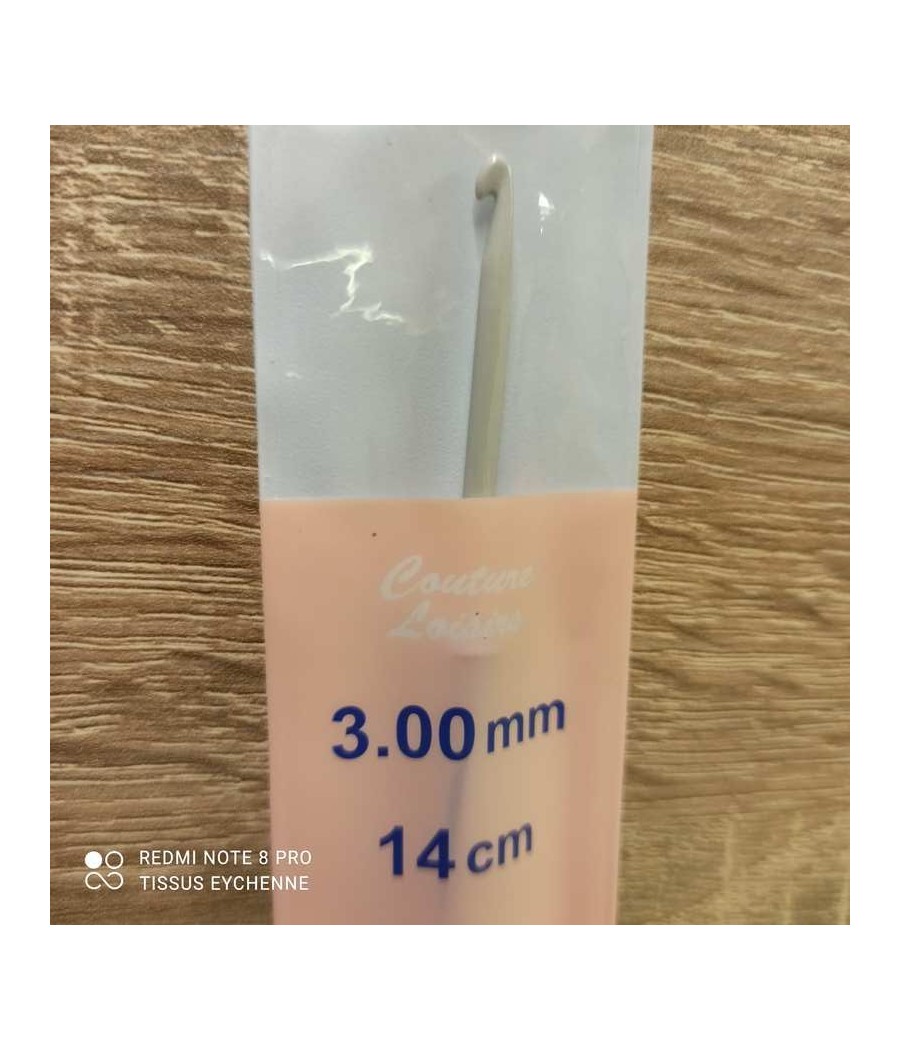 Couture
Loisirs
3.00 mm
14 cm
REDMI NOTE 8 PRO
TISSUS EYCHENNE